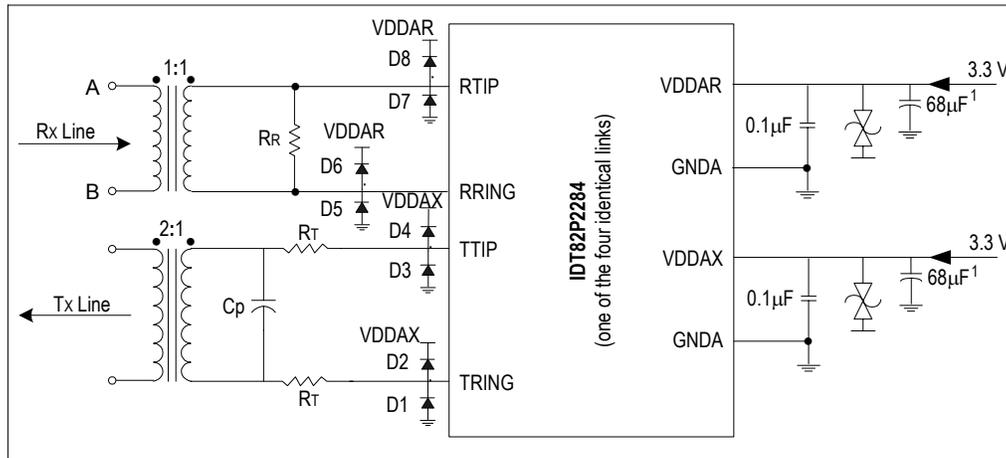 VDDAR
D8
D7
1:1
A
B
Rx Line
RR
VDDAR
D6
D5
RTIP
RRING
2:1
Tx Line
Cp
RT
RT
VDDAX
D4
D3
TTIP
VDDAX
D2
D1
TRING
IDT82P2284
(one of the four identical links)
VDDAR
GNDA
0.1µF
68µF1
3.3 V
VDDAX
GNDA
0.1µF
68µF1
3.3 V